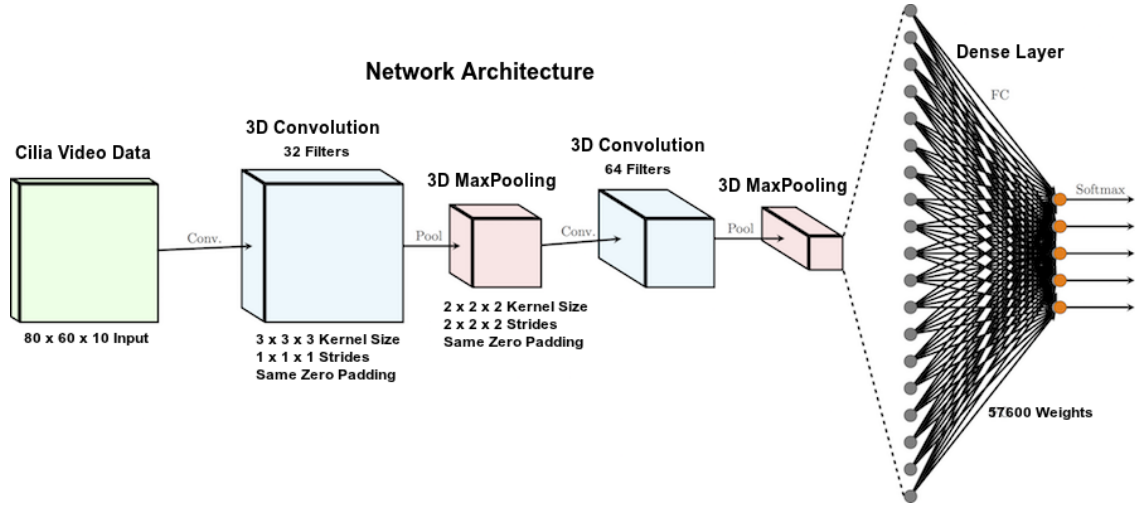 Network Architecture
Cilia Video Data
80 x 60 x 10 Input
Conv.
3D Convolution
32 Filters
3 x 3 x 3 Kernel Size
1 x 1 x 1 Strides
Same Zero Padding
Pool
3D MaxPooling
2 x 2 x 2 Kernel Size
2 x 2 x 2 Strides
Same Zero Padding
Conv.
3D Convolution
64 Filters
Pool
3D MaxPooling
Dense Layer
FC
57.600 Weights
Softmax